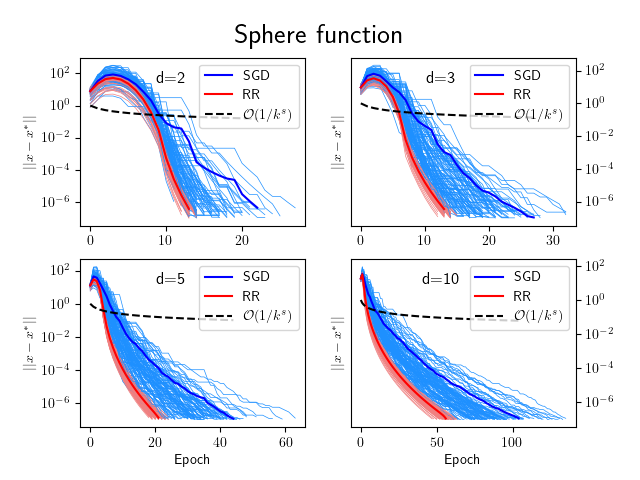 Sphere function
d=2
SGD
RR
𝒪(1/k^s)
||x − x*||
10^2
10^0
10^−2
10^−4
10^−6
0 10 20
d=3
SGD
RR
𝒪(1/k^s)
||x − x*||
10^2
10^0
10^−2
10^−4
10^−6
0 10 20 30
d=5
SGD
RR
𝒪(1/k^s)
||x − x*||
10^2
10^0
10^−2
10^−4
10^−6
0 20 40 60
Epoch
d=10
SGD
RR
𝒪(1/k^s)
||x − x*||
10^2
10^0
10^−2
10^−4
10^−6
0 50 100
Epoch